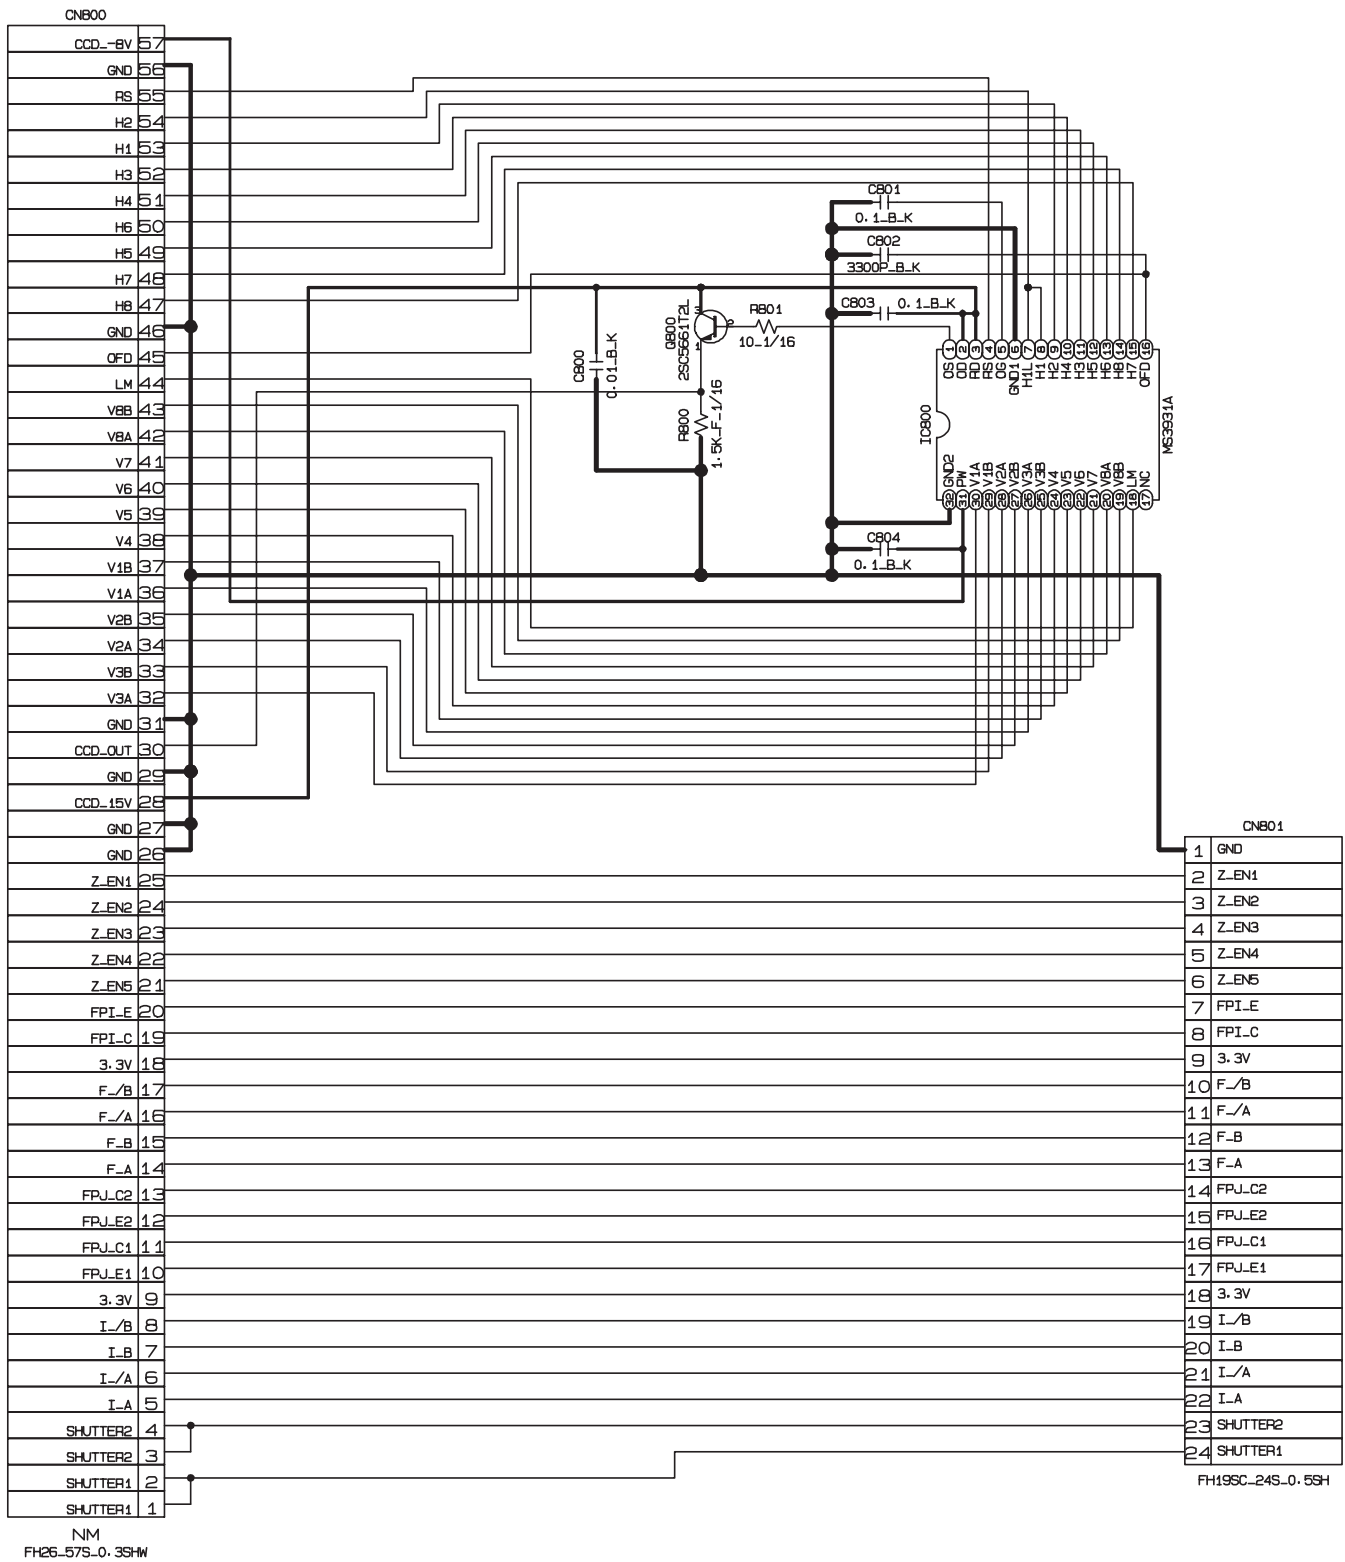 CN800
CCD_-8V 57
GND 56
RS 55
H2 54
H1 53
H3 52
H4 51
H6 50
H5 49
H7 48
H8 47
GND 46
OFD 45
LM 44
V8B 43
V8A 42
V7 41
V6 40
V5 39
V4 38
V1B 37
V1A 36
V2B 35
V2A 34
V3B 33
V3A 32
GND 31
CCD_OUT 30
GND 29
CCD_15V 28
GND 27
GND 26
Z_EN1 25
Z_EN2 24
Z_EN3 23
Z_EN4 22
Z_EN5 21
FPI_E 20
FPI_C 19
3.3V 18
F_/B 17
F_/A 16
F_B 15
F_A 14
FPJ_C2 13
FPJ_E2 12
FPJ_C1 11
FPJ_E1 10
3.3V 9
I_/B 8
I_B 7
I_/A 6
I_A 5
SHUTTER2 4
SHUTTER2 3
SHUTTER1 2
SHUTTER1 1
NM
FH26_57S_0.3SHW
C801
0.1_B_K
C802
3300P_B_K
C803
0.1_B_K
R801
10_1/16
Q800
2SC5661T2L
3
2
1
C800
0.01_B_K
R800
1.5K_F_1/16
C804
0.1_B_K
IC800
MS3931A
1 OS
2 OD
3 RD
4 RS
5 OG
6 GND1
7 H1L
8 H1
9 H2
10 H4
11 H3
12 H5
13 H6
14 H8
15 H7
16 OFD
32 GND2
31 PW
30 V1A
29 V1B
28 V2A
27 V2B
26 V3A
25 V3B
24 V4
23 V5
22 V6
21 V7
20 V8A
19 V8B
18 LM
17 NC
CN801
1 GND
2 Z_EN1
3 Z_EN2
4 Z_EN3
5 Z_EN4
6 Z_EN5
7 FPI_E
8 FPI_C
9 3.3V
10 F_/B
11 F_/A
12 F_B
13 F_A
14 FPJ_C2
15 FPJ_E2
16 FPJ_C1
17 FPJ_E1
18 3.3V
19 I_/B
20 I_B
21 I_/A
22 I_A
23 SHUTTER2
24 SHUTTER1
FH19SC_24S_0.5SH